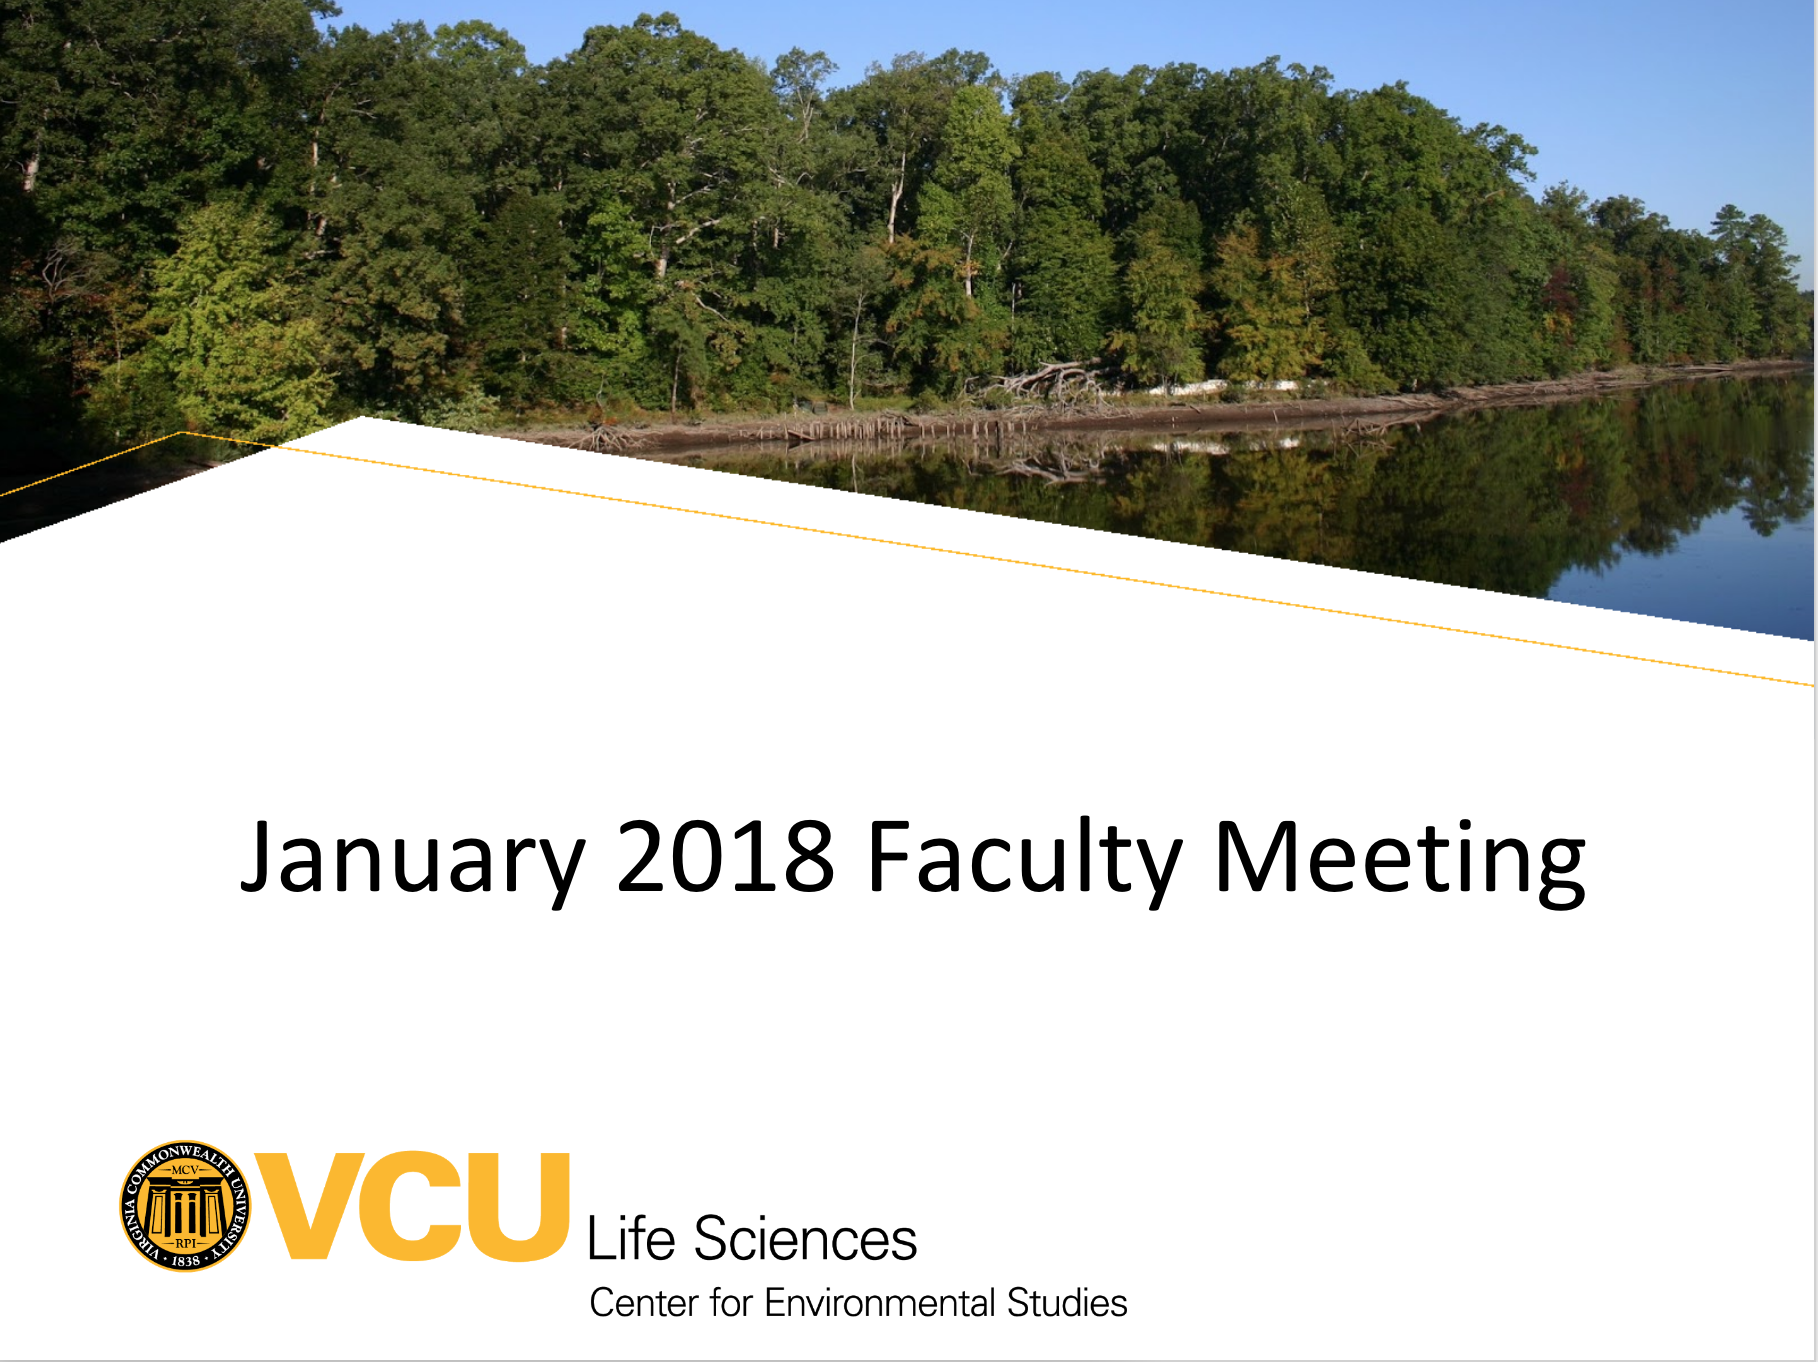 January 2018 Faculty Meeting
VIRGINIA COMMONWEALTH UNIVERSITY
MCV
RPI
· 1838 ·
VCU Life Sciences
Center for Environmental Studies